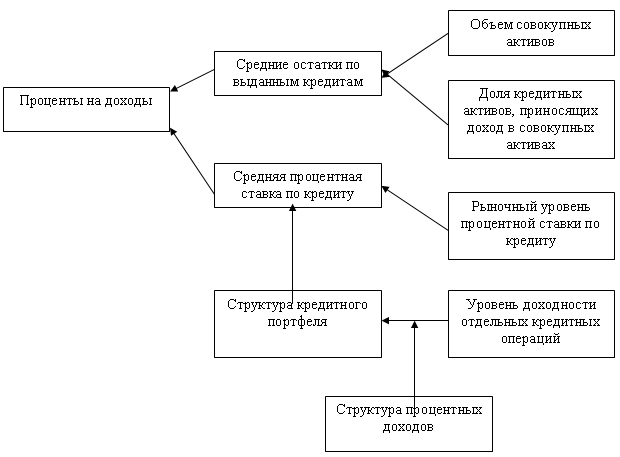 Объем совокупных
активов
Средние остатки по
выданным кредитам
Проценты на доходы
Доля кредитных
активов, приносящих
доход в совокупных
активах
Средняя процентная
ставка по кредиту
Рыночный уровень
процентной ставки по
кредиту
Структура кредитного
портфеля
Уровень доходности
отдельных кредитных
операций
Структура процентных
доходов